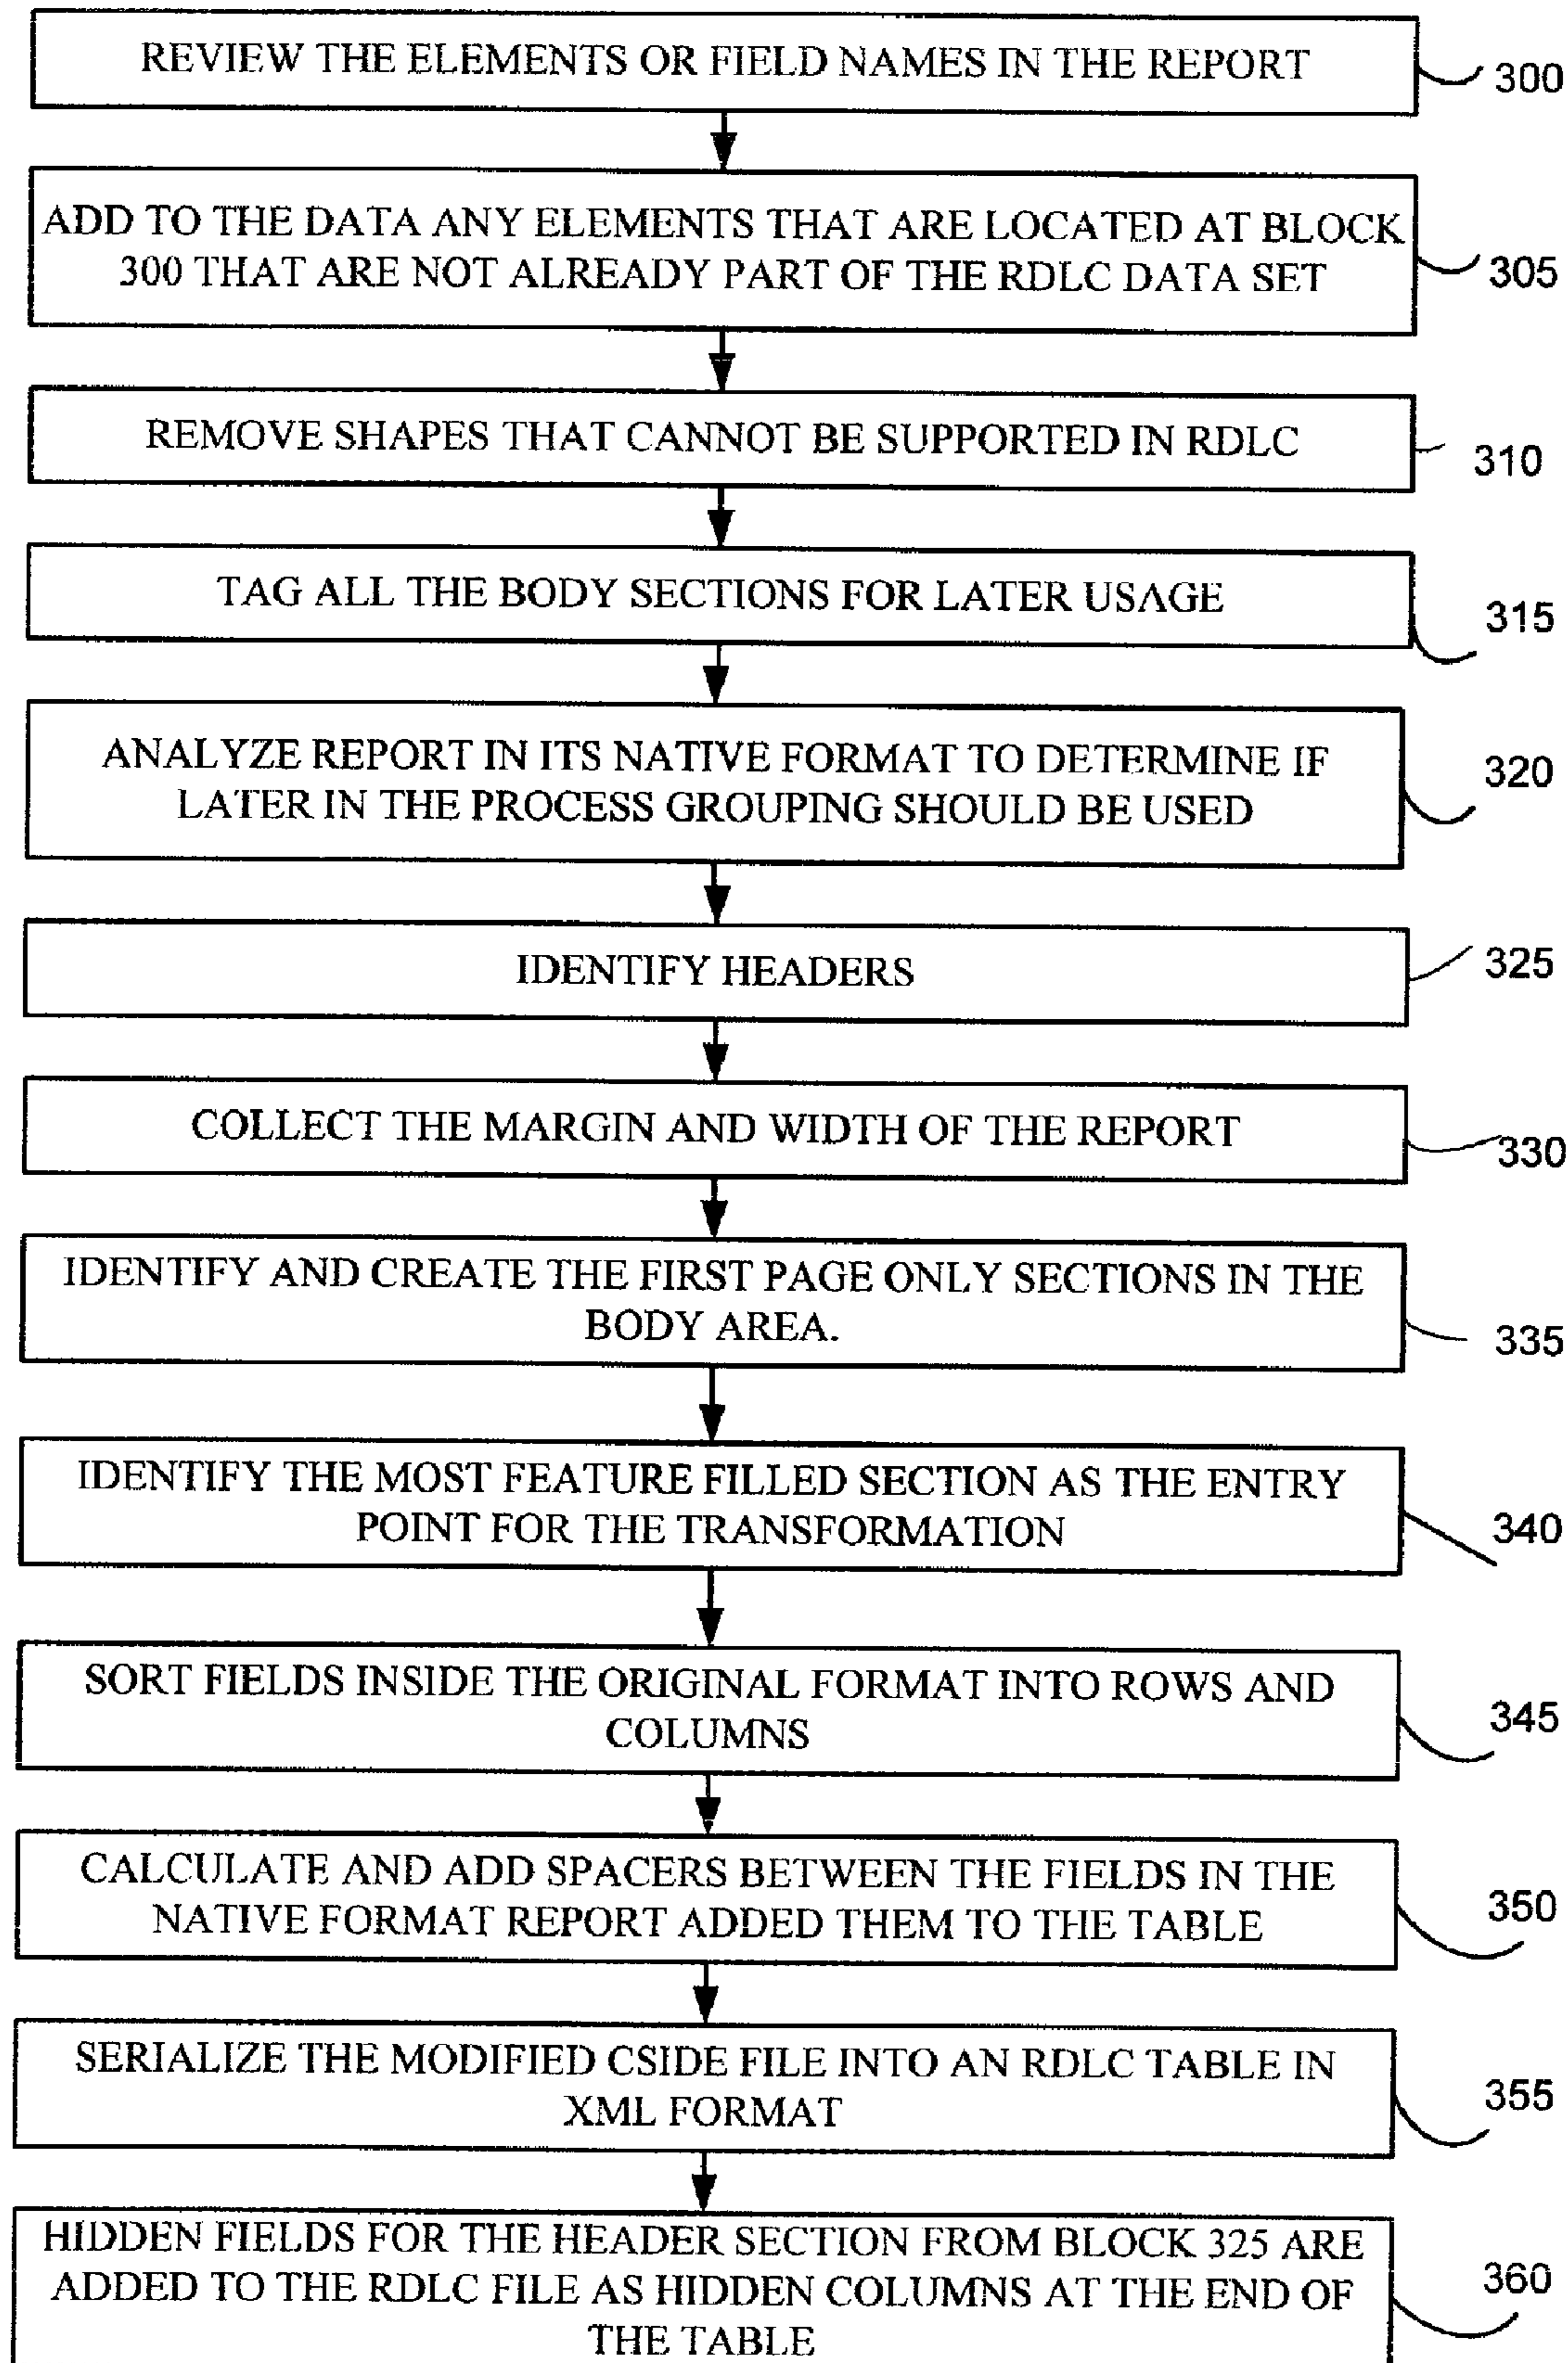 REVIEW THE ELEMENTS OR FIELD NAMES IN THE REPORT
300
ADD TO THE DATA ANY ELEMENTS THAT ARE LOCATED AT BLOCK
300 THAT ARE NOT ALREADY PART OF THE RDLC DATA SET
305
REMOVE SHAPES THAT CANNOT BE SUPPORTED IN RDLC
310
TAG ALL THE BODY SECTIONS FOR LATER USAGE
315
ANALYZE REPORT IN ITS NATIVE FORMAT TO DETERMINE IF
LATER IN THE PROCESS GROUPING SHOULD BE USED
320
IDENTIFY HEADERS
325
COLLECT THE MARGIN AND WIDTH OF THE REPORT
330
IDENTIFY AND CREATE THE FIRST PAGE ONLY SECTIONS IN THE
BODY AREA.
335
IDENTIFY THE MOST FEATURE FILLED SECTION AS THE ENTRY
POINT FOR THE TRANSFORMATION
340
SORT FIELDS INSIDE THE ORIGINAL FORMAT INTO ROWS AND
COLUMNS
345
CALCULATE AND ADD SPACERS BETWEEN THE FIELDS IN THE
NATIVE FORMAT REPORT ADDED THEM TO THE TABLE
350
SERIALIZE THE MODIFIED CSIDE FILE INTO AN RDLC TABLE IN
XML FORMAT
355
HIDDEN FIELDS FOR THE HEADER SECTION FROM BLOCK 325 ARE
ADDED TO THE RDLC FILE AS HIDDEN COLUMNS AT THE END OF
THE TABLE
360